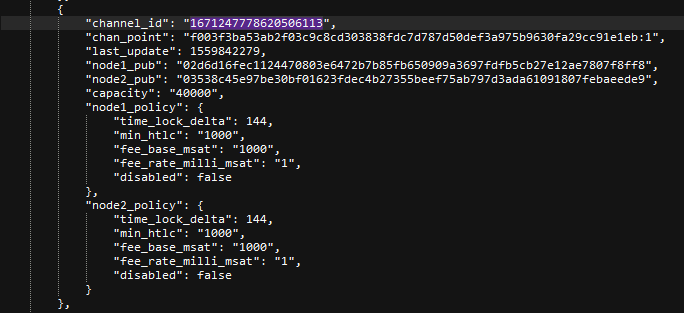 {
"channel_id": "1671247778620506113",
"chan_point": "f003f3ba53ab2f03c9c8cd303838fdc7d787d50def3a975b9630fa29cc91e1eb:1",
"last_update": 1559842279,
"node1_pub": "02d6d16fec1124470803e6472b7b85fb650909a3697fdfb5cb27e12ae7807f8ff8",
"node2_pub": "03538c45e97be30bf01623fdec4b27355beef75ab797d3ada61091807febaeede9",
"capacity": "40000",
"node1_policy": {
"time_lock_delta": 144,
"min_htlc": "1000",
"fee_base_msat": "1000",
"fee_rate_milli_msat": "1",
"disabled": false
},
"node2_policy": {
"time_lock_delta": 144,
"min_htlc": "1000",
"fee_base_msat": "1000",
"fee_rate_milli_msat": "1",
"disabled": false
}
},